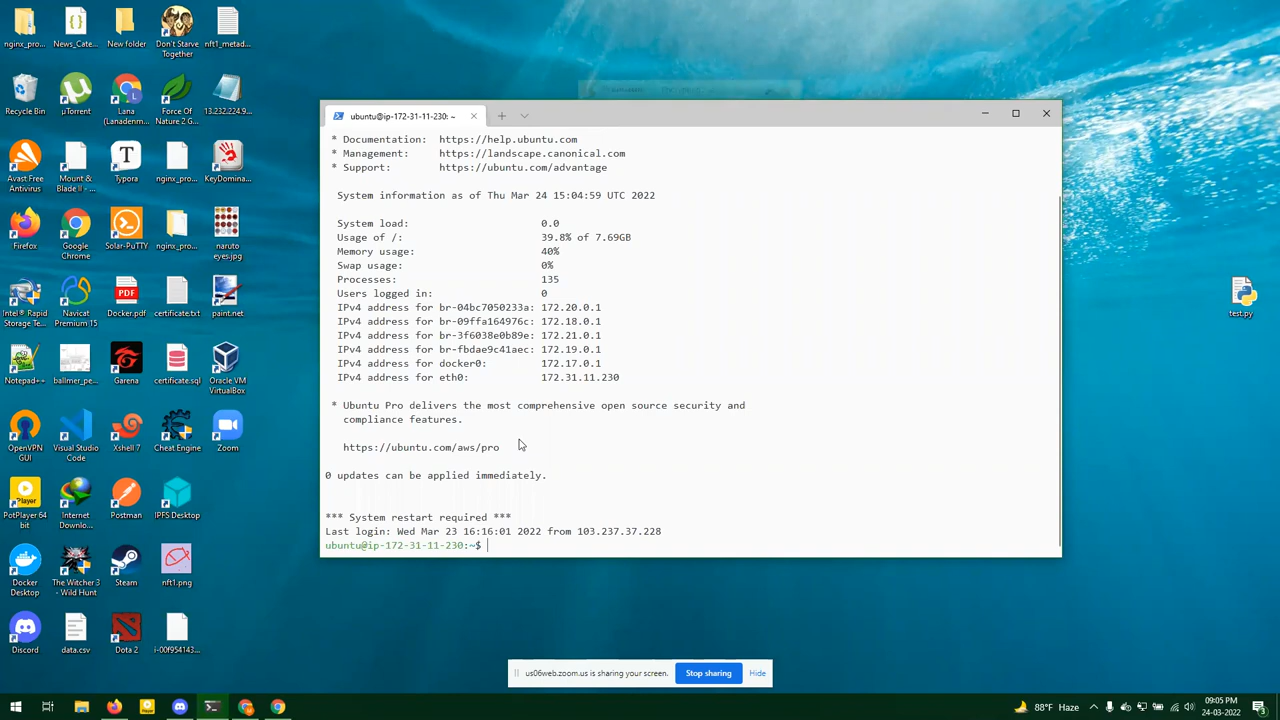 nginx_pro...
News_Cate...
New folder
Don't Starve
Together
nft1_metad...
Recycle Bin
µTorrent
Lana
(Lanadenm...
Force Of
Nature 2 G...
13.232.224.9...
Avast Free
Antivirus
Mount &
Blade II - ...
Typora
nginx_pro...
KeyDomina...
Firefox
Google
Chrome
Solar-PuTTY
nginx_pro...
naruto
eyes.jpg
Intel® Rapid
Storage Te...
Navicat
Premium 15
Docker.pdf
certificate.txt
paint.net
Notepad++
ballmer_pe...
Garena
certificate.sql
Oracle VM
VirtualBox
OpenVPN
GUI
Visual Studio
Code
Xshell 7
Cheat Engine
Zoom
PotPlayer 64
bit
Internet
Downlo...
Postman
IPFS Desktop
Docker
Desktop
The Witcher 3
- Wild Hunt
Steam
nft1.png
Discord
data.csv
Dota 2
i-00f954143...
ubuntu@ip-172-31-11-230: ~
* Documentation: https://help.ubuntu.com
* Management: https://landscape.canonical.com
* Support: https://ubuntu.com/advantage
System information as of Thu Mar 24 15:04:59 UTC 2022
System load: 0.0
Usage of /: 39.8% of 7.69GB
Memory usage: 40%
Swap usage: 0%
Processes: 135
Users logged in: 0
IPv4 address for br-04bc7050233a: 172.20.0.1
IPv4 address for br-09ffa164976c: 172.18.0.1
IPv4 address for br-3f6038e0b89e: 172.21.0.1
IPv4 address for br-fbdae9c41aec: 172.19.0.1
IPv4 address for docker0: 172.17.0.1
IPv4 address for eth0: 172.31.11.230
* Ubuntu Pro delivers the most comprehensive open source security and
compliance features.
https://ubuntu.com/aws/pro
0 updates can be applied immediately.
*** System restart required ***
Last login: Wed Mar 23 16:16:01 2022 from 103.237.37.228
ubuntu@ip-172-31-11-230:~$
test.py
us06web.zoom.us is sharing your screen.
Stop sharing
Hide
88°F Haze
09:05 PM
24-03-2022
3